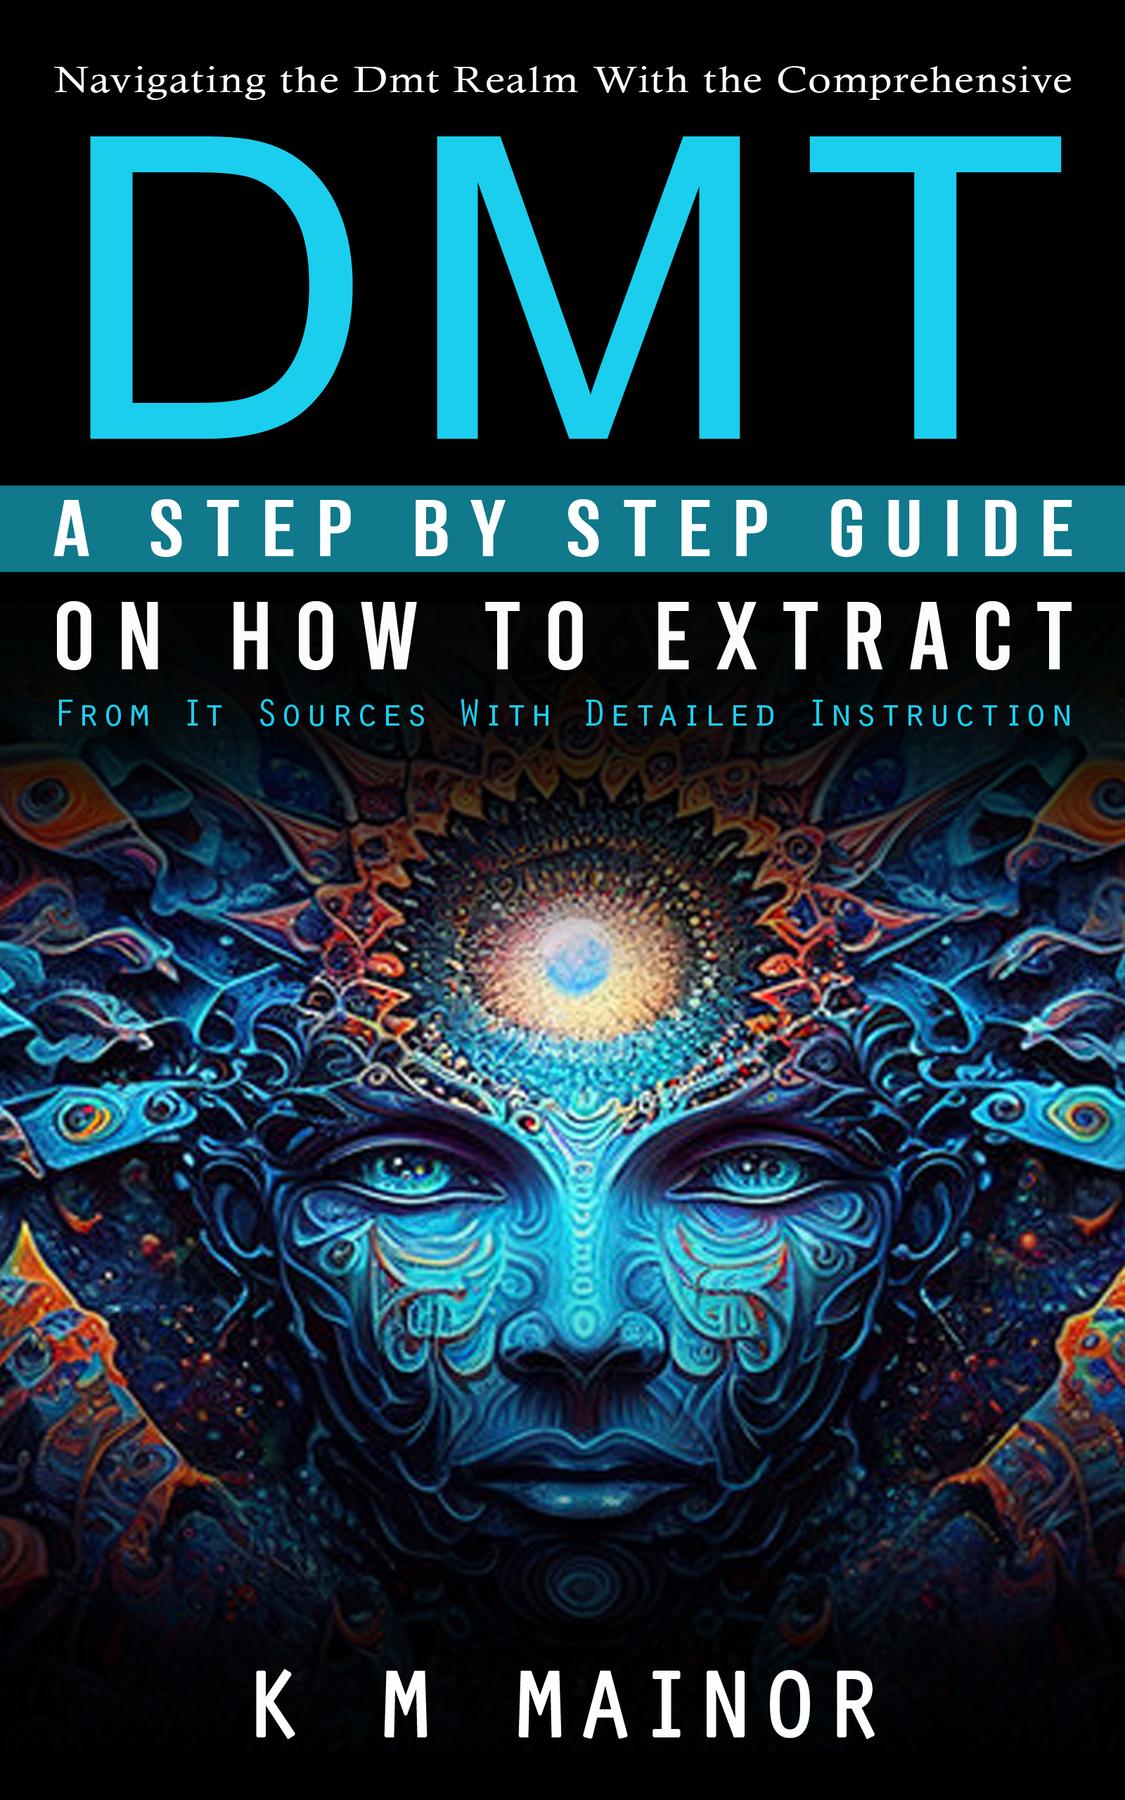 Navigating the Dmt Realm With the Comprehensive
DMT
A STEP BY STEP GUIDE
ON HOW TO EXTRACT
From It Sources With Detailed Instruction
K M MAINOR